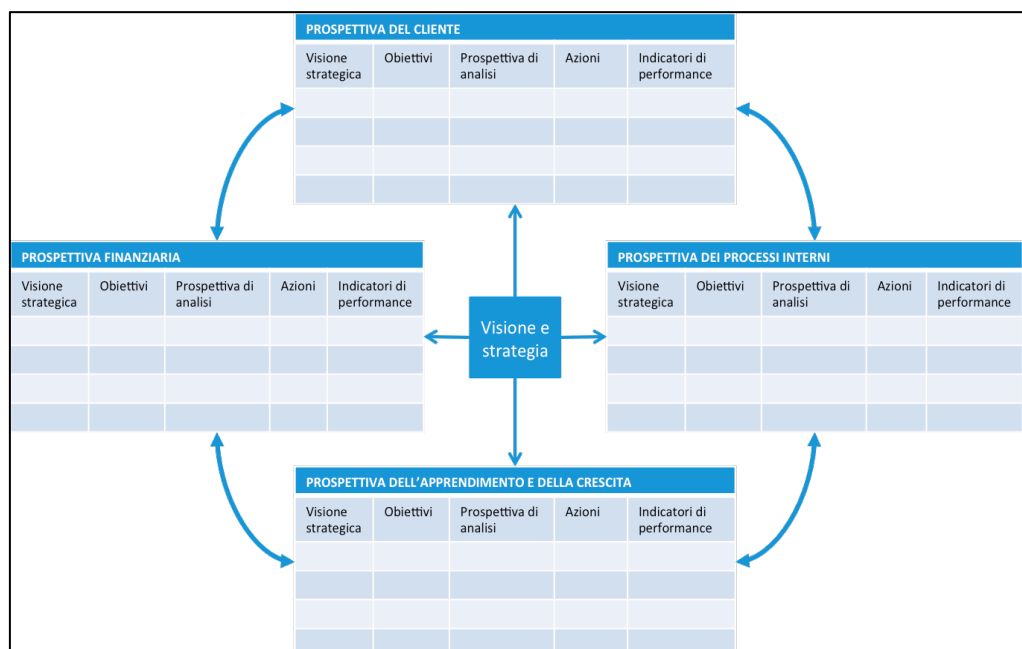 PROSPETTIVA DEL CLIENTE
Visione strategica Obiettivi Prospettiva di analisi Azioni Indicatori di performance
PROSPETTIVA FINANZIARIA
Visione strategica Obiettivi Prospettiva di analisi Azioni Indicatori di performance
Visione e
strategia
PROSPETTIVA DEI PROCESSI INTERNI
Visione strategica Obiettivi Prospettiva di analisi Azioni Indicatori di performance
PROSPETTIVA DELL’APPRENDIMENTO E DELLA CRESCITA
Visione strategica Obiettivi Prospettiva di analisi Azioni Indicatori di performance